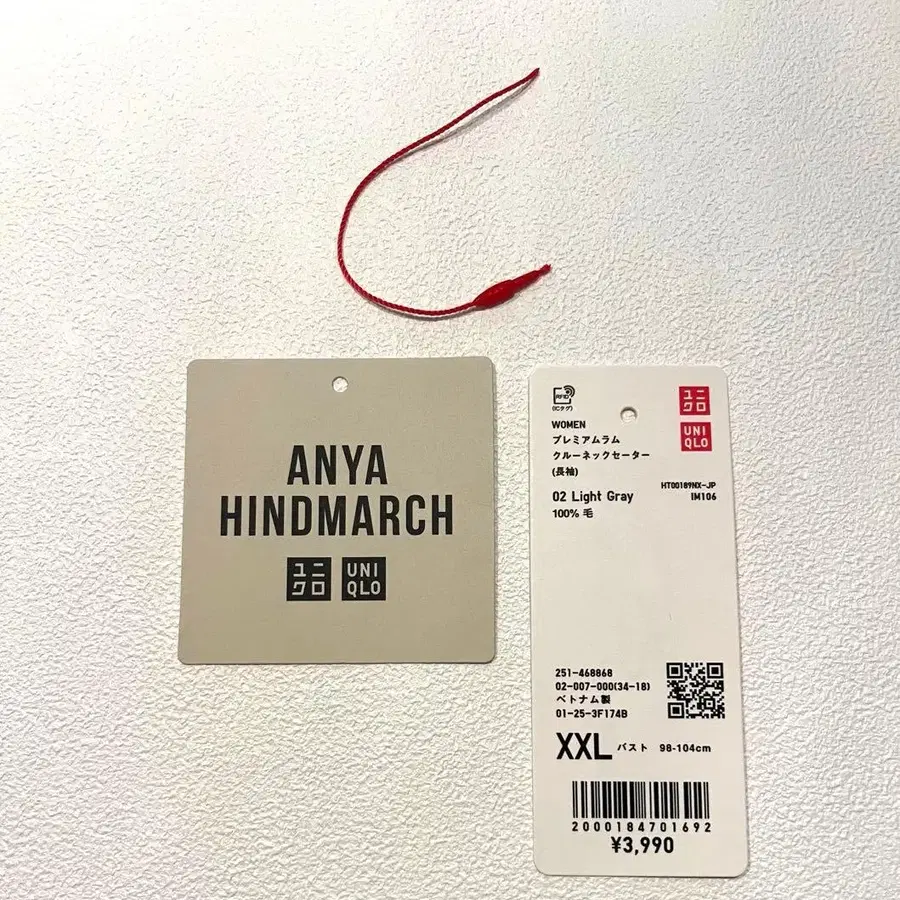 ANYA
HINDMARCH
ユニ
クロ
UNI
QLO
RFID
(ICタグ)
ユニ
クロ
UNI
QLO
WOMEN
プレミアムラム
クルーネックセーター
(長袖)
HT00189NX-JP
02 Light Gray IM106
100% 毛
251-468868
02-007-000(34-18)
ベトナム製
01-25-3F174B
XXL バスト 98-104cm
2000184701692
¥3,990